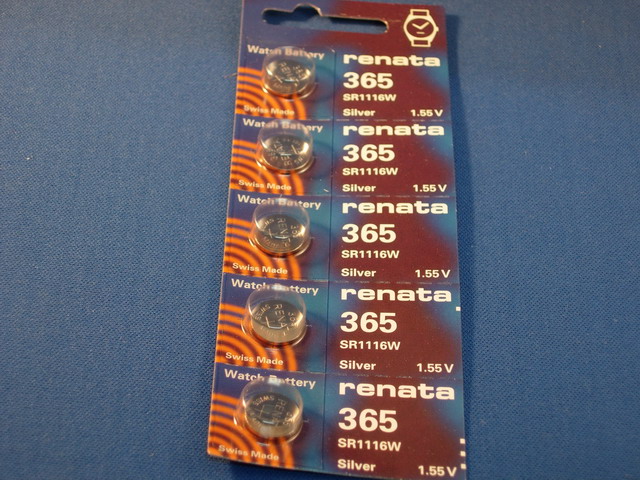 Watch Battery
renata
365
SR1116W
Swiss Made
Silver 1.55 V
Watch Battery
renata
365
SR1116W
Swiss Made
Silver 1.55 V
Watch Battery
renata
365
SR1116W
Swiss Made
Silver 1.55 V
Watch Battery
renata
365
SR1116W
Swiss Made
Silver 1.55 V
Watch Battery
renata
365
SR1116W
Swiss Made
Silver 1.55 V